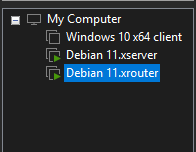 My Computer
Windows 10 x64 client
Debian 11.xserver
Debian 11.xrouter